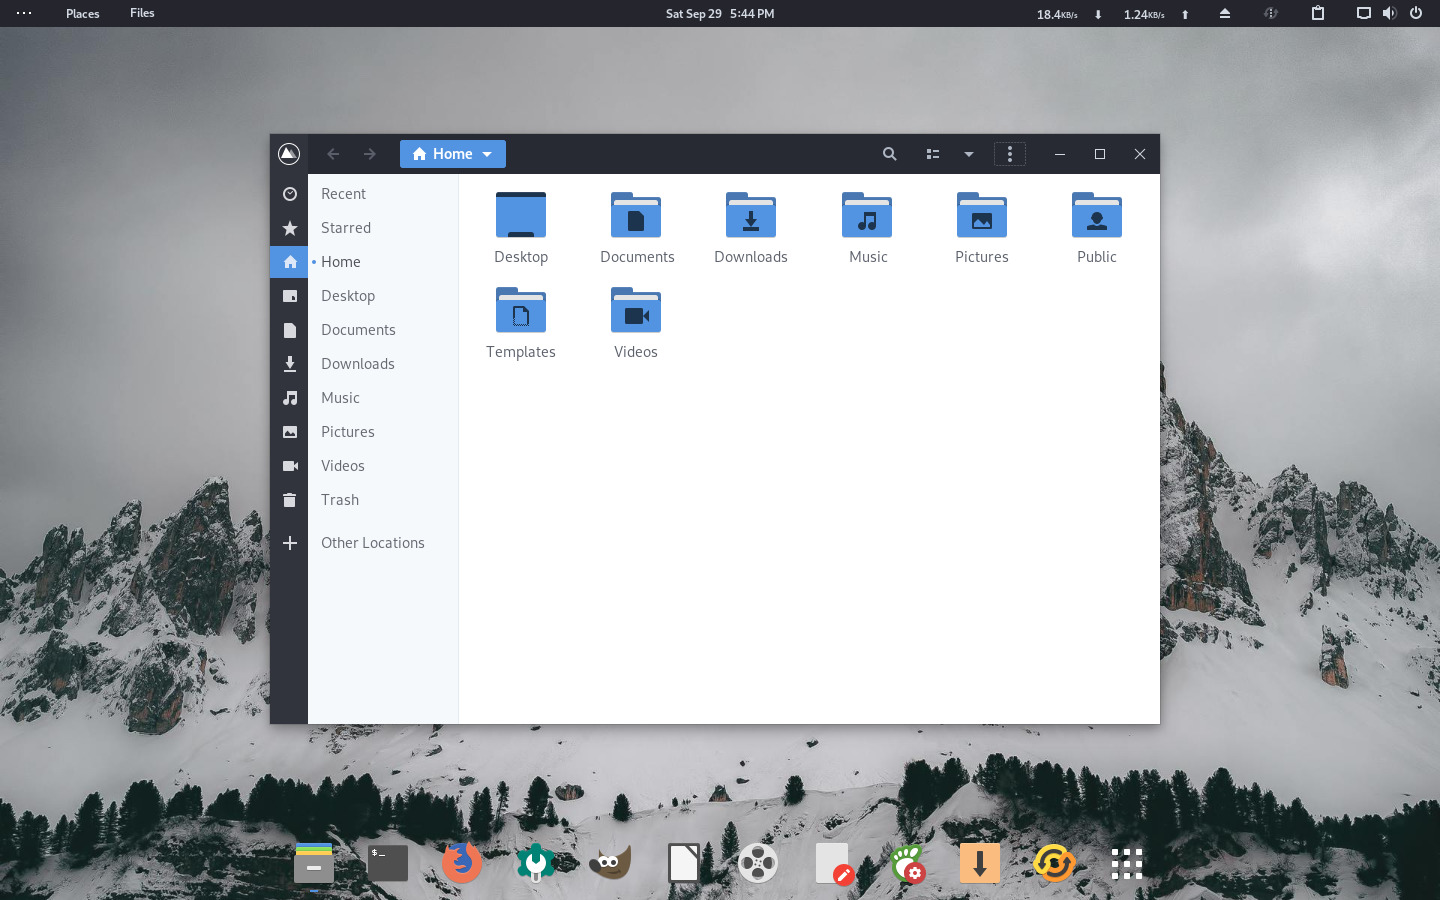 Places Files Sat Sep 29 5:44 PM 18.4KB/s 1.24KB/s
Home
Recent
Starred
Home
Desktop
Documents
Downloads
Music
Pictures
Videos
Trash
Other Locations
Desktop Documents Downloads Music Pictures Public
Templates Videos
$_